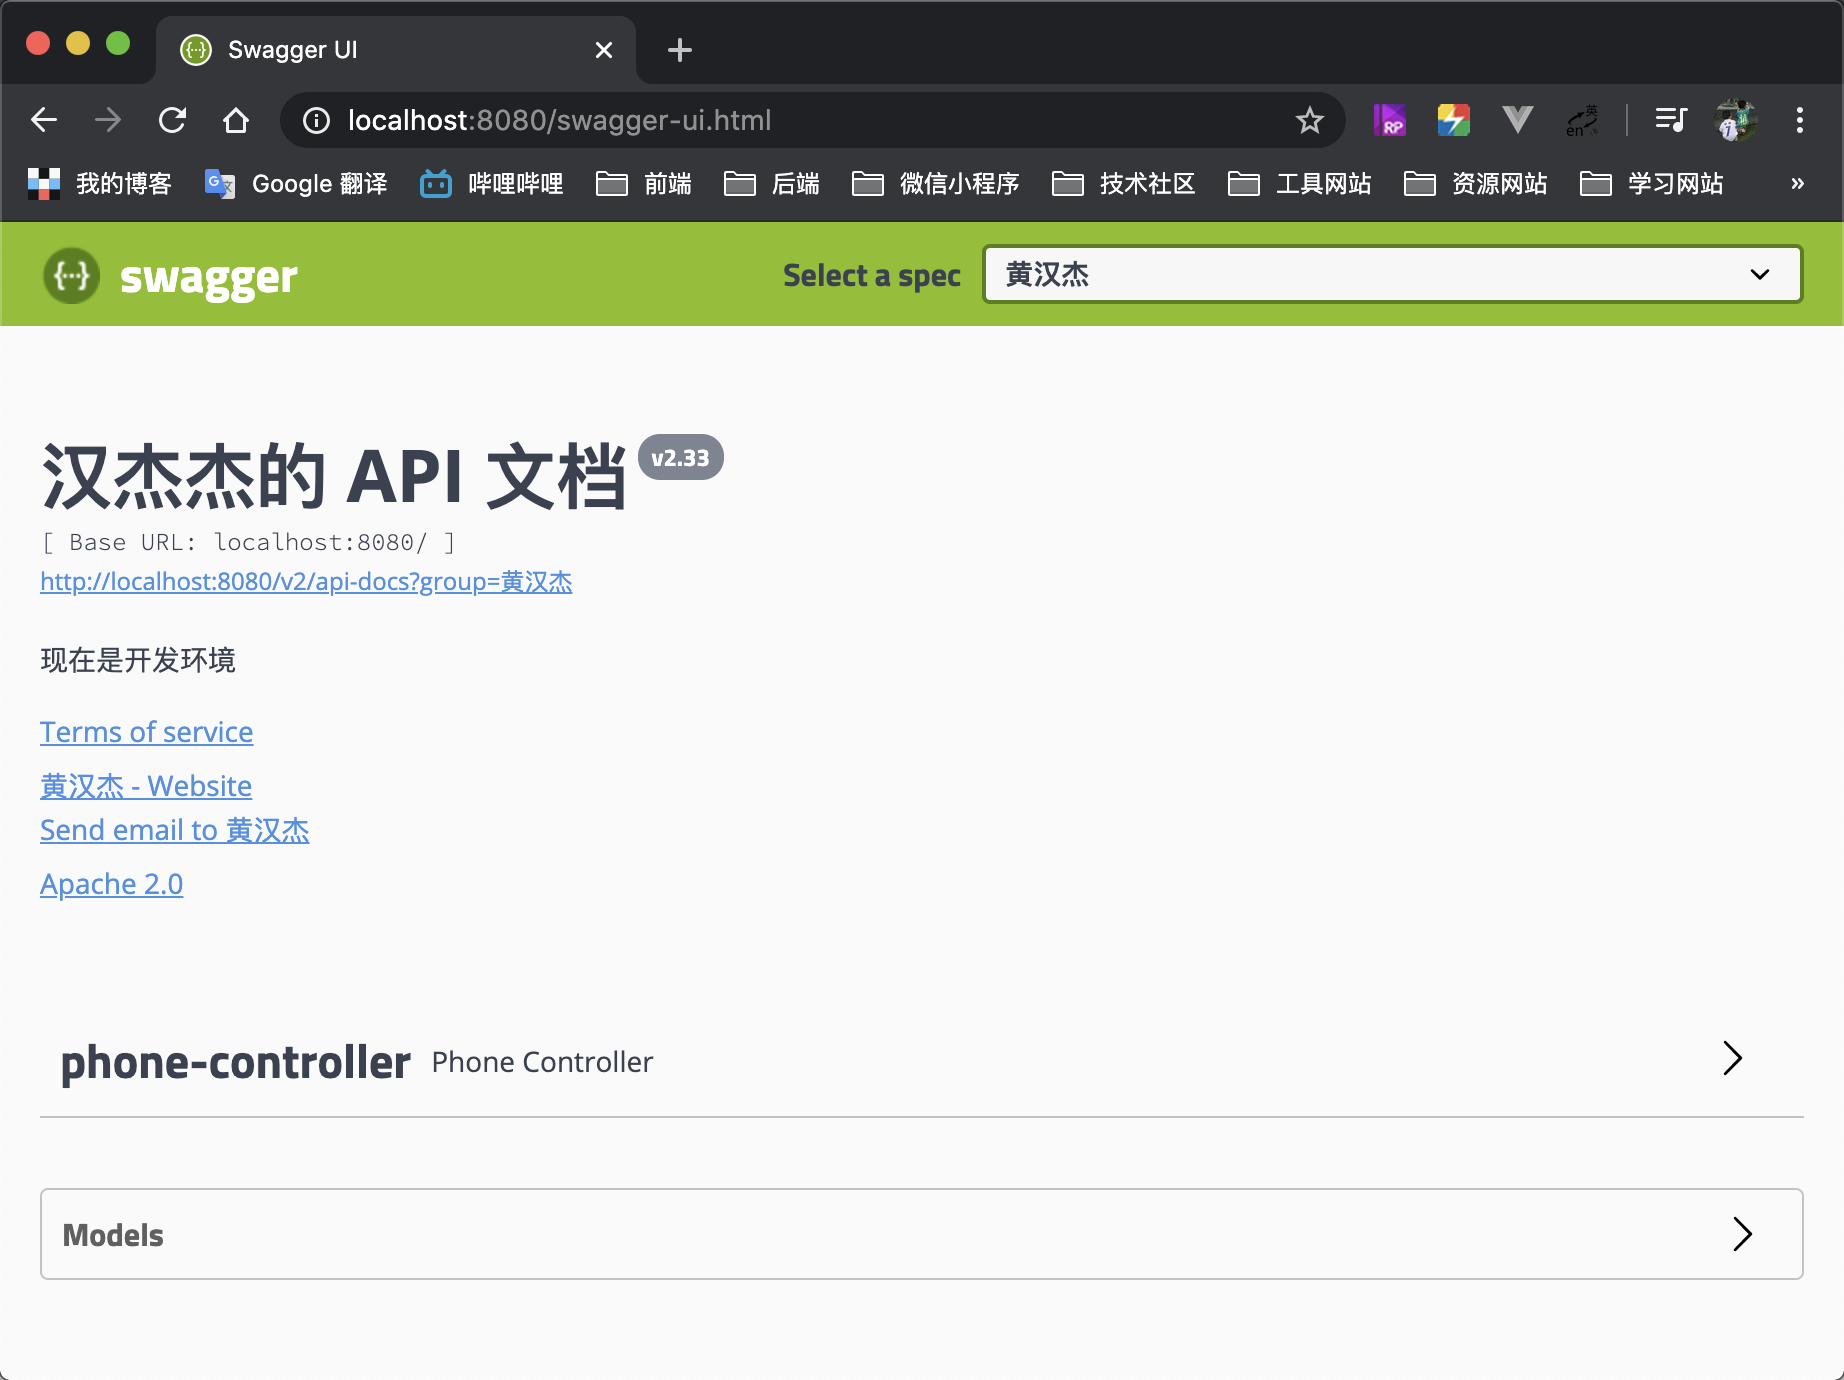 Swagger UI
localhost:8080/swagger-ui.html
RP
英
en
我的博客 Google 翻译 哔哩哔哩 前端 后端 微信小程序 技术社区 工具网站 资源网站 学习网站 »
{···} swagger Select a spec 黄汉杰
汉杰杰的 API 文档 v2.33
[ Base URL: localhost:8080/ ]
http://localhost:8080/v2/api-docs?group=黄汉杰
现在是开发环境
Terms of service
黄汉杰 - Website
Send email to 黄汉杰
Apache 2.0
phone-controller Phone Controller
Models